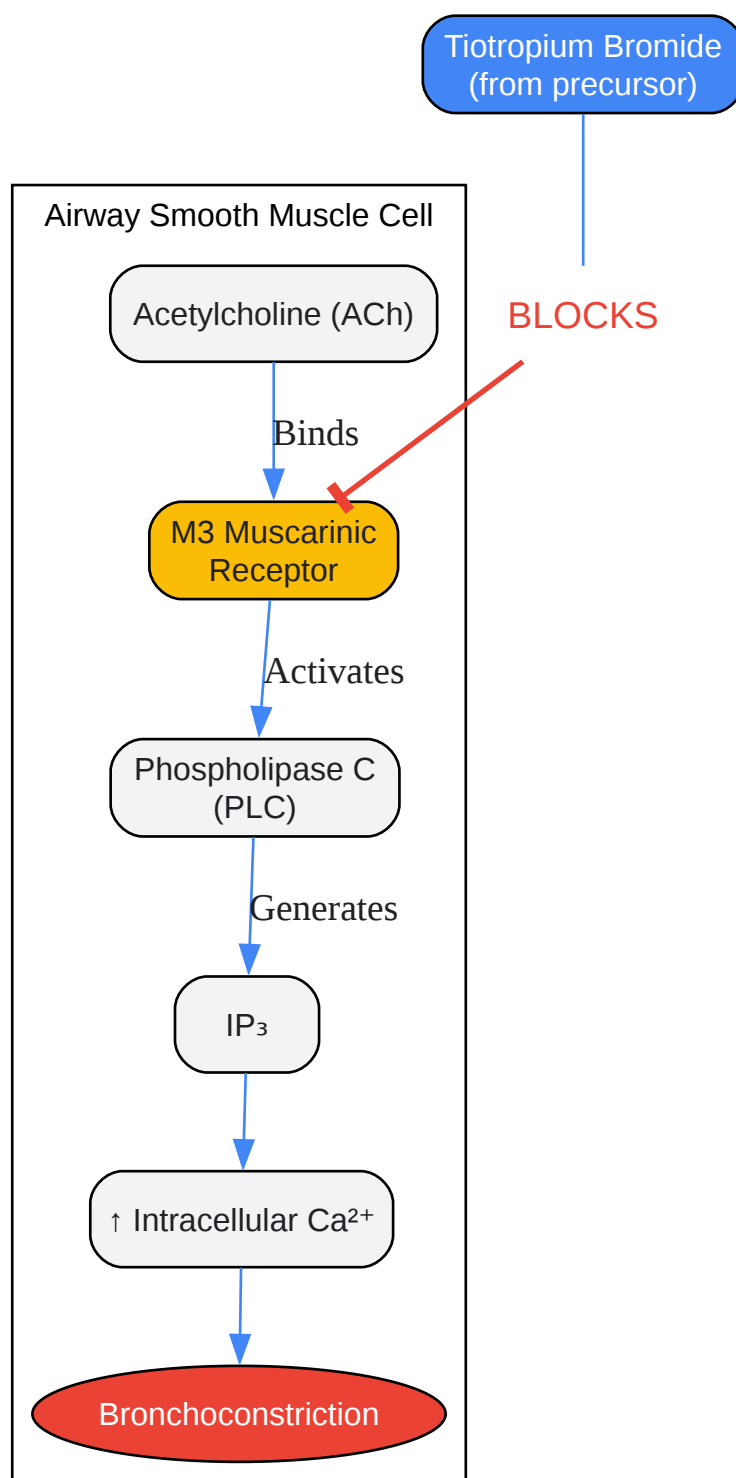 Tiotropium Bromide
(from precursor)
Airway Smooth Muscle Cell
Acetylcholine (ACh)
BLOCKS
Binds
M3 Muscarinic
Receptor
Activates
Phospholipase C
(PLC)
Generates
IP₃
↑ Intracellular Ca²⁺
Bronchoconstriction